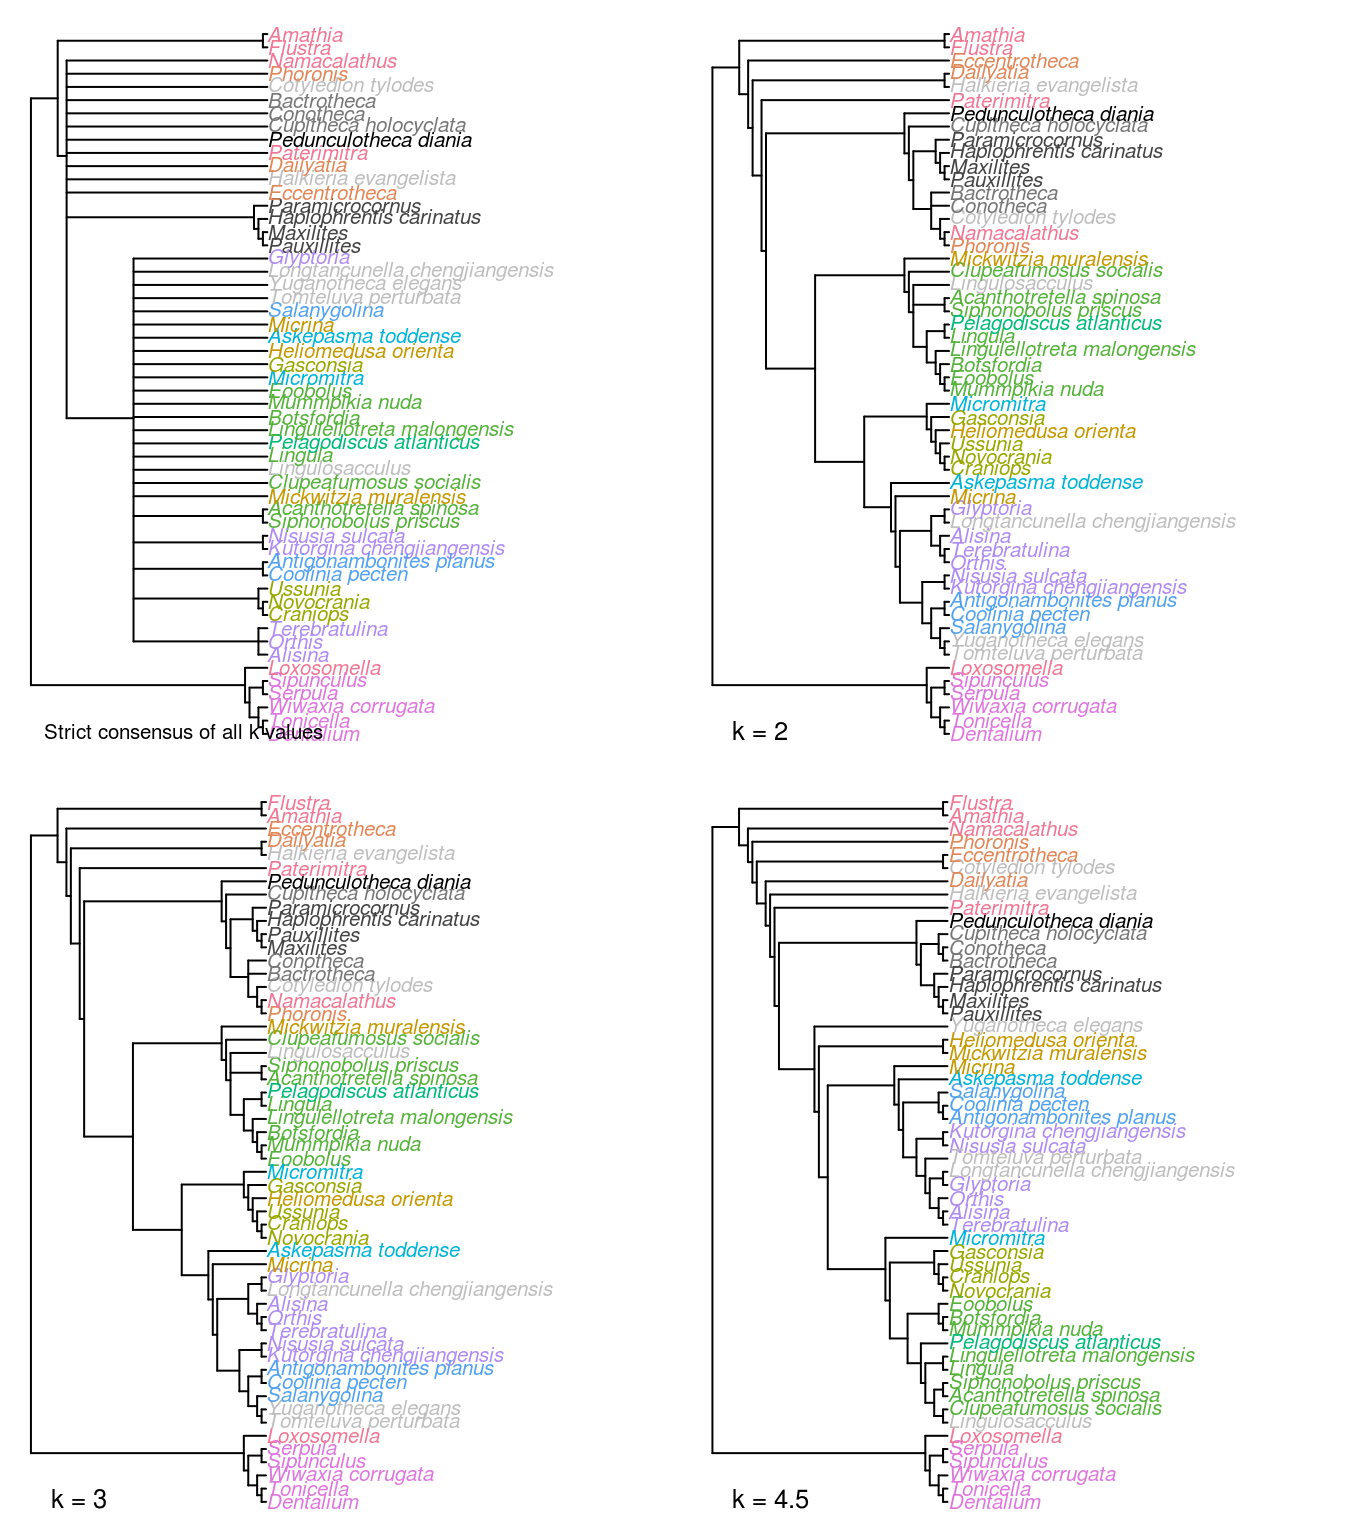 Amathia
Flustra
Namacalathus
Phoronis
Cotyledion tylodes
Bactrotheca
Conotheca
Cupitheca holocyclata
Pedunculotheca diania
Paterimitra
Dailyatia
Halkieria evangelista
Eccentrotheca
Paramicrocornus
Haplophrentis carinatus
Maxilites
Pauxillites
Glyptoria
Longtancunella chengjiangensis
Yuganotheca elegans
Tomteluva perturbata
Salanygolina
Micrina
Askepasma toddense
Heliomedusa orienta
Gasconsia
Micromitra
Eoobolus
Mummpikia nuda
Botsfordia
Lingulellotreta malongensis
Pelagodiscus atlanticus
Lingula
Lingulosacculus
Clupeafumosus socialis
Mickwitzia muralensis
Acanthotretella spinosa
Siphonobolus priscus
Nisusia sulcata
Kutorgina chengjiangensis
Antigonambonites planus
Coolinia pecten
Ussunia
Novocrania
Craniops
Terebratulina
Orthis
Alisina
Loxosomella
Sipunculus
Serpula
Wiwaxia corrugata
Tonicella
Dentalium
Strict consensus of all k values
Amathia
Flustra
Eccentrotheca
Dailyatia
Halkieria evangelista
Paterimitra
Pedunculotheca diania
Cupitheca holocyclata
Paramicrocornus
Haplophrentis carinatus
Maxilites
Pauxillites
Bactrotheca
Conotheca
Cotyledion tylodes
Namacalathus
Phoronis
Mickwitzia muralensis
Clupeafumosus socialis
Lingulosacculus
Acanthotretella spinosa
Siphonobolus priscus
Pelagodiscus atlanticus
Lingula
Lingulellotreta malongensis
Botsfordia
Eoobolus
Mummpikia nuda
Micromitra
Gasconsia
Heliomedusa orienta
Ussunia
Novocrania
Craniops
Askepasma toddense
Micrina
Glyptoria
Longtancunella chengjiangensis
Alisina
Terebratulina
Orthis
Nisusia sulcata
Kutorgina chengjiangensis
Antigonambonites planus
Coolinia pecten
Salanygolina
Yuganotheca elegans
Tomteluva perturbata
Loxosomella
Sipunculus
Serpula
Wiwaxia corrugata
Tonicella
Dentalium
k = 2
Flustra
Amathia
Eccentrotheca
Dailyatia
Halkieria evangelista
Paterimitra
Pedunculotheca diania
Cupitheca holocyclata
Paramicrocornus
Haplophrentis carinatus
Pauxillites
Maxilites
Conotheca
Bactrotheca
Cotyledion tylodes
Namacalathus
Phoronis
Mickwitzia muralensis
Clupeafumosus socialis
Lingulosacculus
Siphonobolus priscus
Acanthotretella spinosa
Pelagodiscus atlanticus
Lingula
Lingulellotreta malongensis
Botsfordia
Mummpikia nuda
Eoobolus
Micromitra
Gasconsia
Heliomedusa orienta
Ussunia
Craniops
Novocrania
Askepasma toddense
Micrina
Glyptoria
Longtancunella chengjiangensis
Alisina
Orthis
Terebratulina
Nisusia sulcata
Kutorgina chengjiangensis
Antigonambonites planus
Coolinia pecten
Salanygolina
Yuganotheca elegans
Tomteluva perturbata
Loxosomella
Serpula
Sipunculus
Wiwaxia corrugata
Tonicella
Dentalium
k = 3
Flustra
Amathia
Namacalathus
Phoronis
Eccentrotheca
Cotyledion tylodes
Dailyatia
Halkieria evangelista
Paterimitra
Pedunculotheca diania
Cupitheca holocyclata
Conotheca
Bactrotheca
Paramicrocornus
Haplophrentis carinatus
Maxilites
Pauxillites
Yuganotheca elegans
Heliomedusa orienta
Mickwitzia muralensis
Micrina
Askepasma toddense
Salanygolina
Coolinia pecten
Antigonambonites planus
Kutorgina chengjiangensis
Nisusia sulcata
Tomteluva perturbata
Longtancunella chengjiangensis
Glyptoria
Orthis
Alisina
Terebratulina
Micromitra
Gasconsia
Ussunia
Craniops
Novocrania
Eoobolus
Botsfordia
Mummpikia nuda
Pelagodiscus atlanticus
Lingulellotreta malongensis
Lingula
Siphonobolus priscus
Acanthotretella spinosa
Clupeafumosus socialis
Lingulosacculus
Loxosomella
Serpula
Sipunculus
Wiwaxia corrugata
Tonicella
Dentalium
k = 4.5